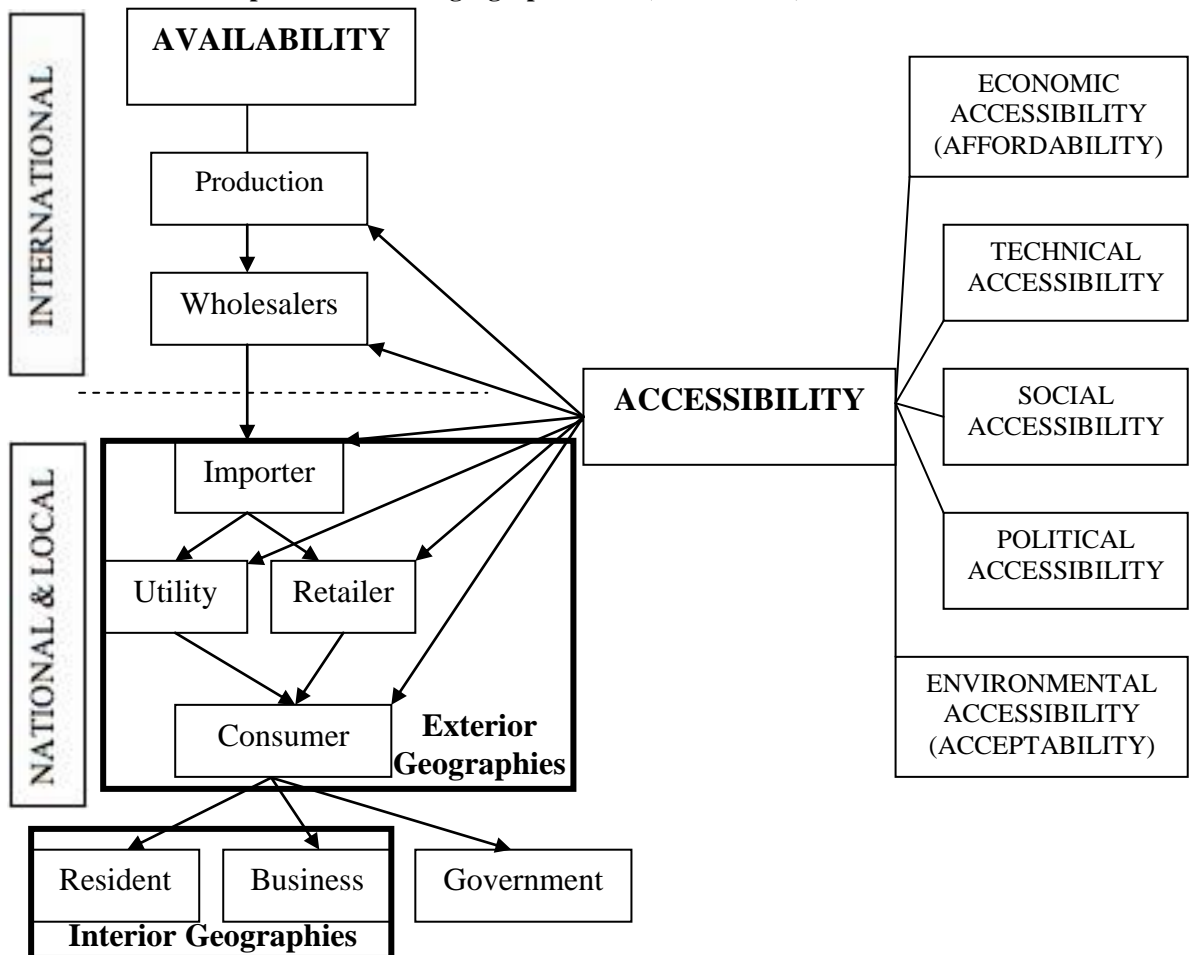 AVAILABILITY
INTERNATIONAL
Production
Wholesalers
ECONOMIC
ACCESSIBILITY
(AFFORDABILITY)
TECHNICAL
ACCESSIBILITY
ACCESSIBILITY
SOCIAL
ACCESSIBILITY
POLITICAL
ACCESSIBILITY
ENVIRONMENTAL
ACCESSIBILITY
(ACCEPTABILITY)
NATIONAL & LOCAL
Importer
Utility
Retailer
Consumer
Exterior
Geographies
Resident
Business
Government
Interior Geographies